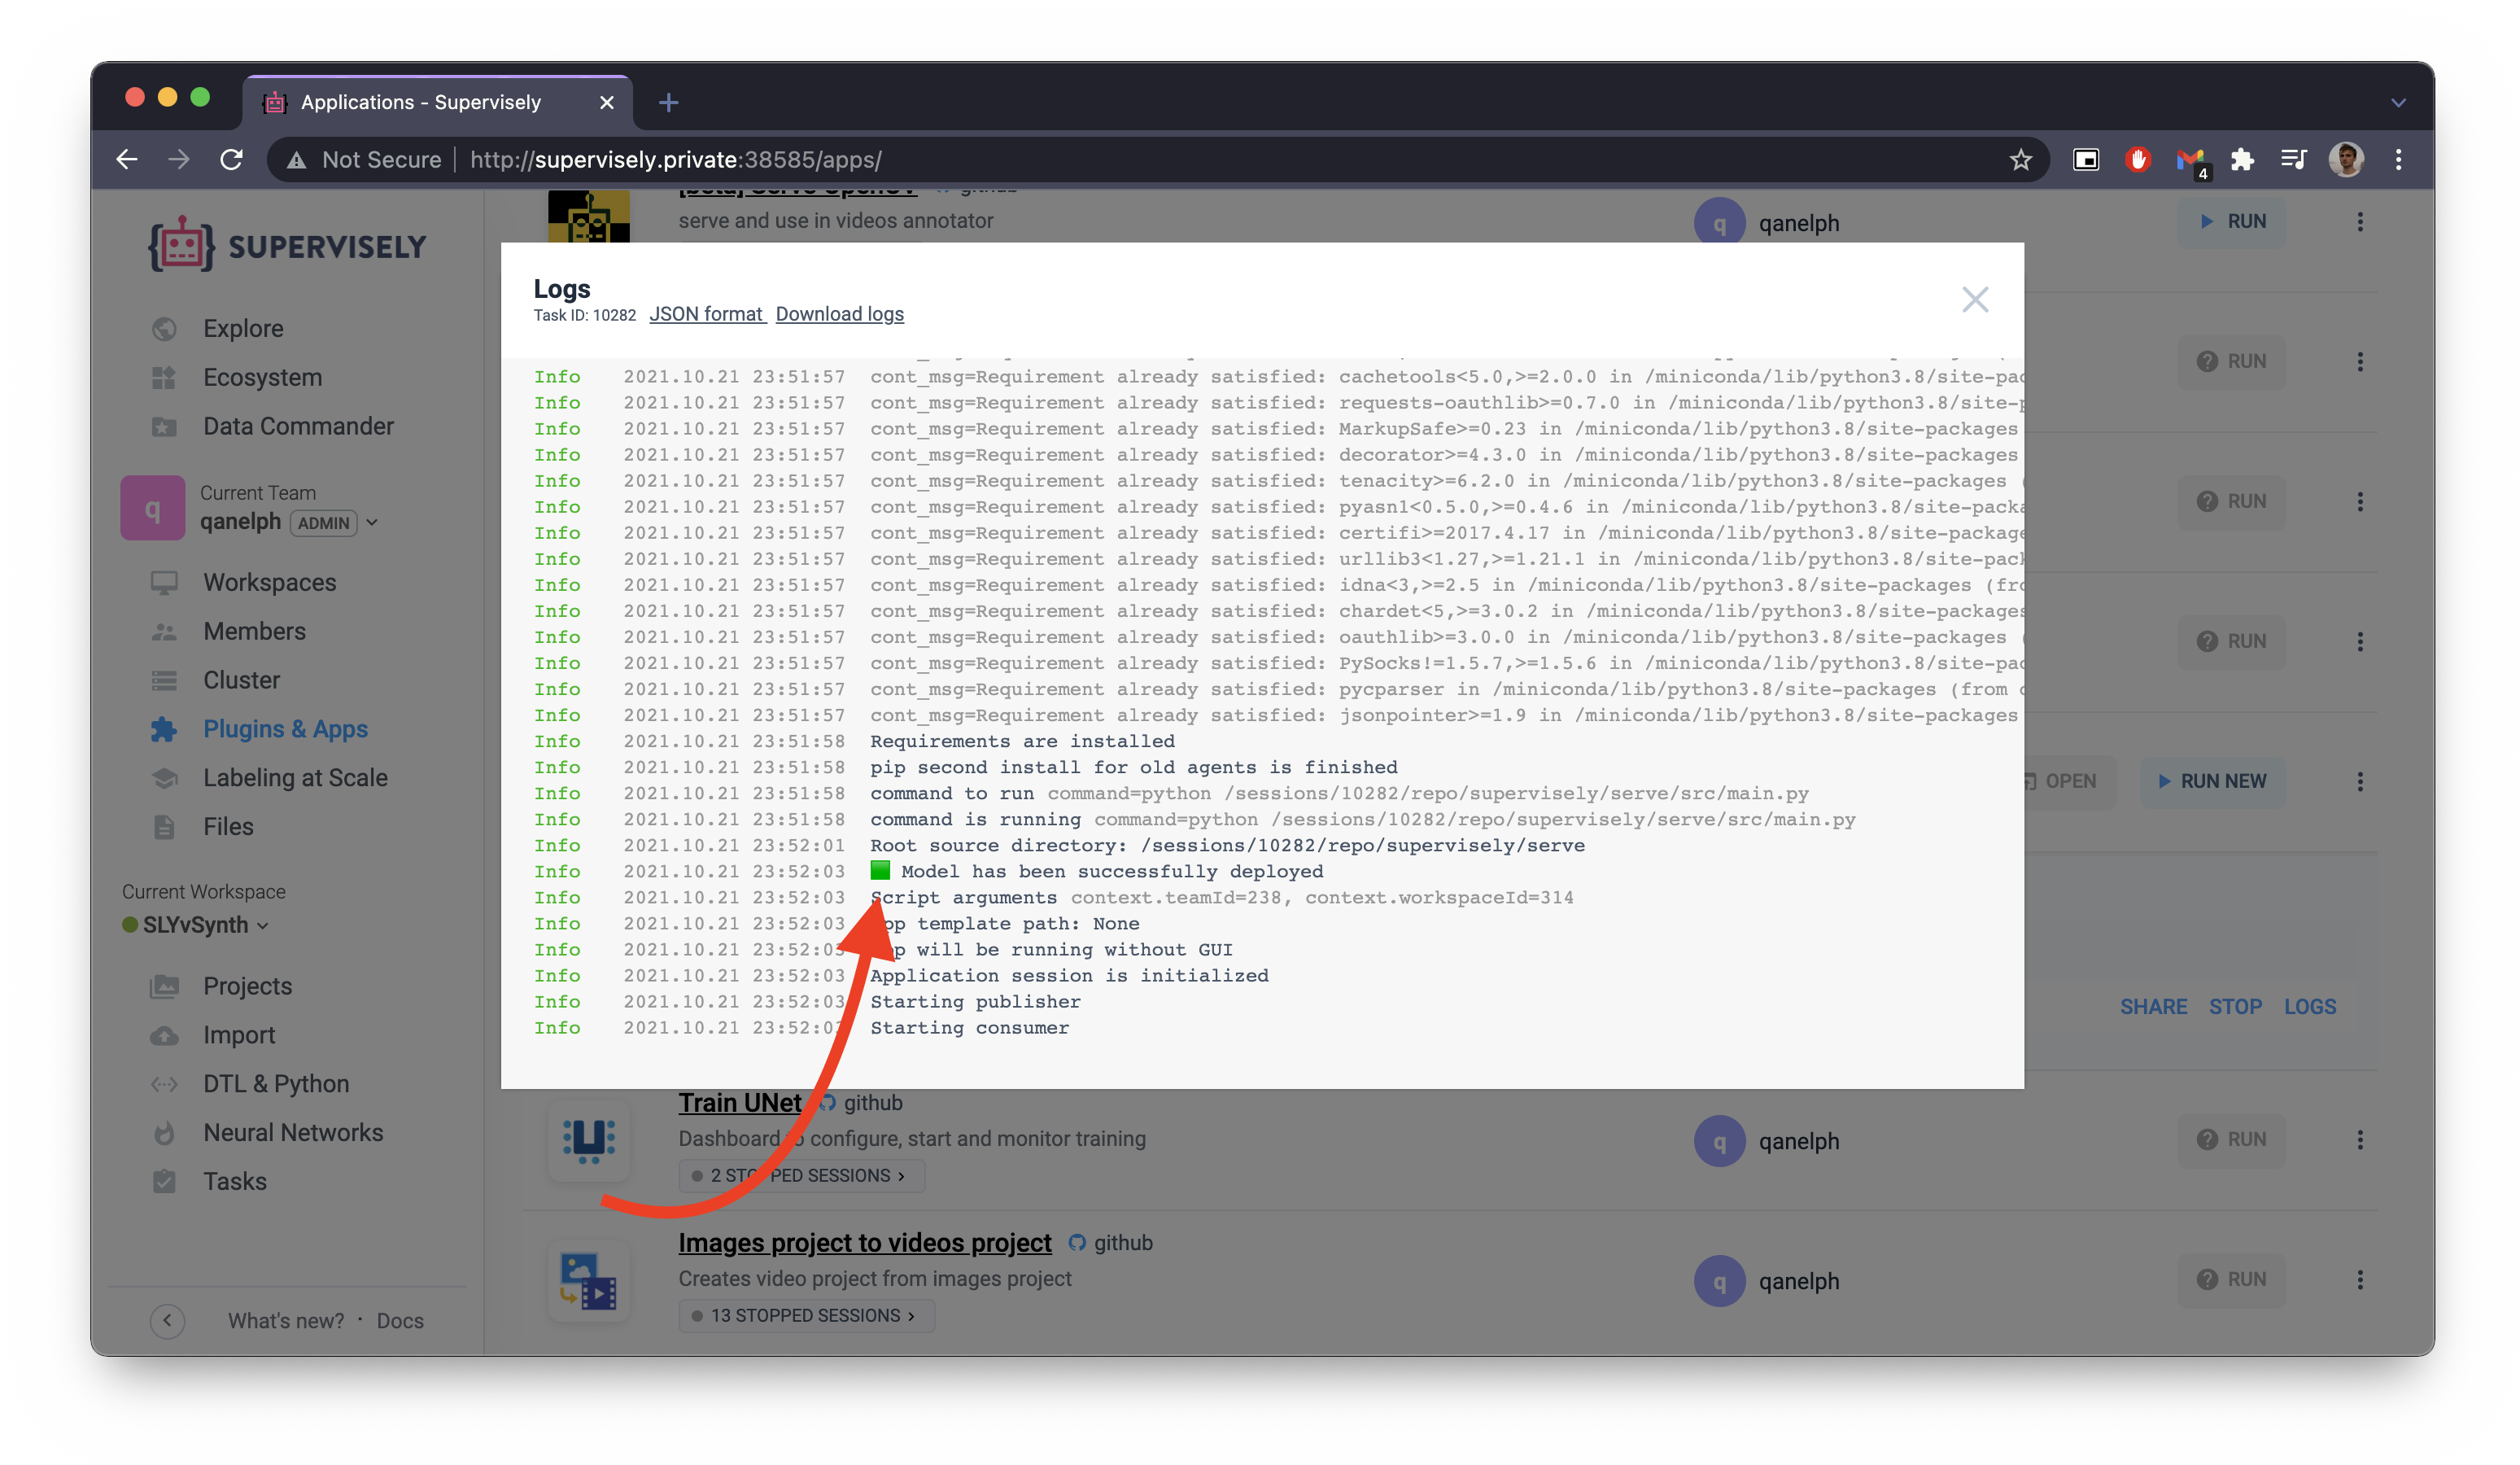 Applications - Supervisely
Not Secure http://supervisely.private:38585/apps/
4
SUPERVISELY
Explore
Ecosystem
Data Commander
q
Current Team
qanelph ADMIN
Workspaces
Members
Cluster
Plugins & Apps
Labeling at Scale
Files
Current Workspace
SLYvSynth
Projects
Import
DTL & Python
Neural Networks
Tasks
What's new? · Docs
[beta] Serve OpenCV github
serve and use in videos annotator
q qanelph
RUN
Logs
Task ID: 10282 JSON format Download logs
Info 2021.10.21 23:51:57 cont_msg=Requirement already satisfied: cachetools<5.0,>=2.0.0 in /miniconda/lib/python3.8/site-pac
Info 2021.10.21 23:51:57 cont_msg=Requirement already satisfied: requests-oauthlib>=0.7.0 in /miniconda/lib/python3.8/site-p
Info 2021.10.21 23:51:57 cont_msg=Requirement already satisfied: MarkupSafe>=0.23 in /miniconda/lib/python3.8/site-packages
Info 2021.10.21 23:51:57 cont_msg=Requirement already satisfied: decorator>=4.3.0 in /miniconda/lib/python3.8/site-packages
Info 2021.10.21 23:51:57 cont_msg=Requirement already satisfied: tenacity>=6.2.0 in /miniconda/lib/python3.8/site-packages (
Info 2021.10.21 23:51:57 cont_msg=Requirement already satisfied: pyasn1<0.5.0,>=0.4.6 in /miniconda/lib/python3.8/site-packa
Info 2021.10.21 23:51:57 cont_msg=Requirement already satisfied: certifi>=2017.4.17 in /miniconda/lib/python3.8/site-package
Info 2021.10.21 23:51:57 cont_msg=Requirement already satisfied: urllib3<1.27,>=1.21.1 in /miniconda/lib/python3.8/site-pack
Info 2021.10.21 23:51:57 cont_msg=Requirement already satisfied: idna<3,>=2.5 in /miniconda/lib/python3.8/site-packages (fro
Info 2021.10.21 23:51:57 cont_msg=Requirement already satisfied: chardet<5,>=3.0.2 in /miniconda/lib/python3.8/site-packages
Info 2021.10.21 23:51:57 cont_msg=Requirement already satisfied: oauthlib>=3.0.0 in /miniconda/lib/python3.8/site-packages (
Info 2021.10.21 23:51:57 cont_msg=Requirement already satisfied: PySocks!=1.5.7,>=1.5.6 in /miniconda/lib/python3.8/site-pac
Info 2021.10.21 23:51:57 cont_msg=Requirement already satisfied: pycparser in /miniconda/lib/python3.8/site-packages (from c
Info 2021.10.21 23:51:57 cont_msg=Requirement already satisfied: jsonpointer>=1.9 in /miniconda/lib/python3.8/site-packages
Info 2021.10.21 23:51:58 Requirements are installed
Info 2021.10.21 23:51:58 pip second install for old agents is finished
Info 2021.10.21 23:51:58 command to run command=python /sessions/10282/repo/supervisely/serve/src/main.py
Info 2021.10.21 23:51:58 command is running command=python /sessions/10282/repo/supervisely/serve/src/main.py
Info 2021.10.21 23:52:01 Root source directory: /sessions/10282/repo/supervisely/serve
Info 2021.10.21 23:52:03 🟩 Model has been successfully deployed
Info 2021.10.21 23:52:03 Script arguments context.teamId=238, context.workspaceId=314
Info 2021.10.21 23:52:03 pp template path: None
Info 2021.10.21 23:52:03 pp will be running without GUI
Info 2021.10.21 23:52:03 Application session is initialized
Info 2021.10.21 23:52:03 Starting publisher
Info 2021.10.21 23:52:03 Starting consumer
RUN
RUN
RUN
OPEN RUN NEW
SHARE STOP LOGS
Train UNet github
Dashboard to configure, start and monitor training
2 STOPPED SESSIONS
q qanelph
RUN
Images project to videos project github
Creates video project from images project
13 STOPPED SESSIONS
q qanelph
RUN